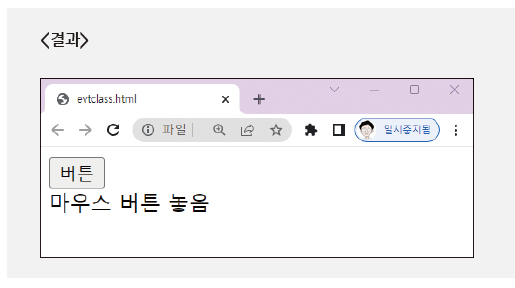 <결과>
evtclass.html
파일
일시중지됨
버튼
마우스 버튼 놓음